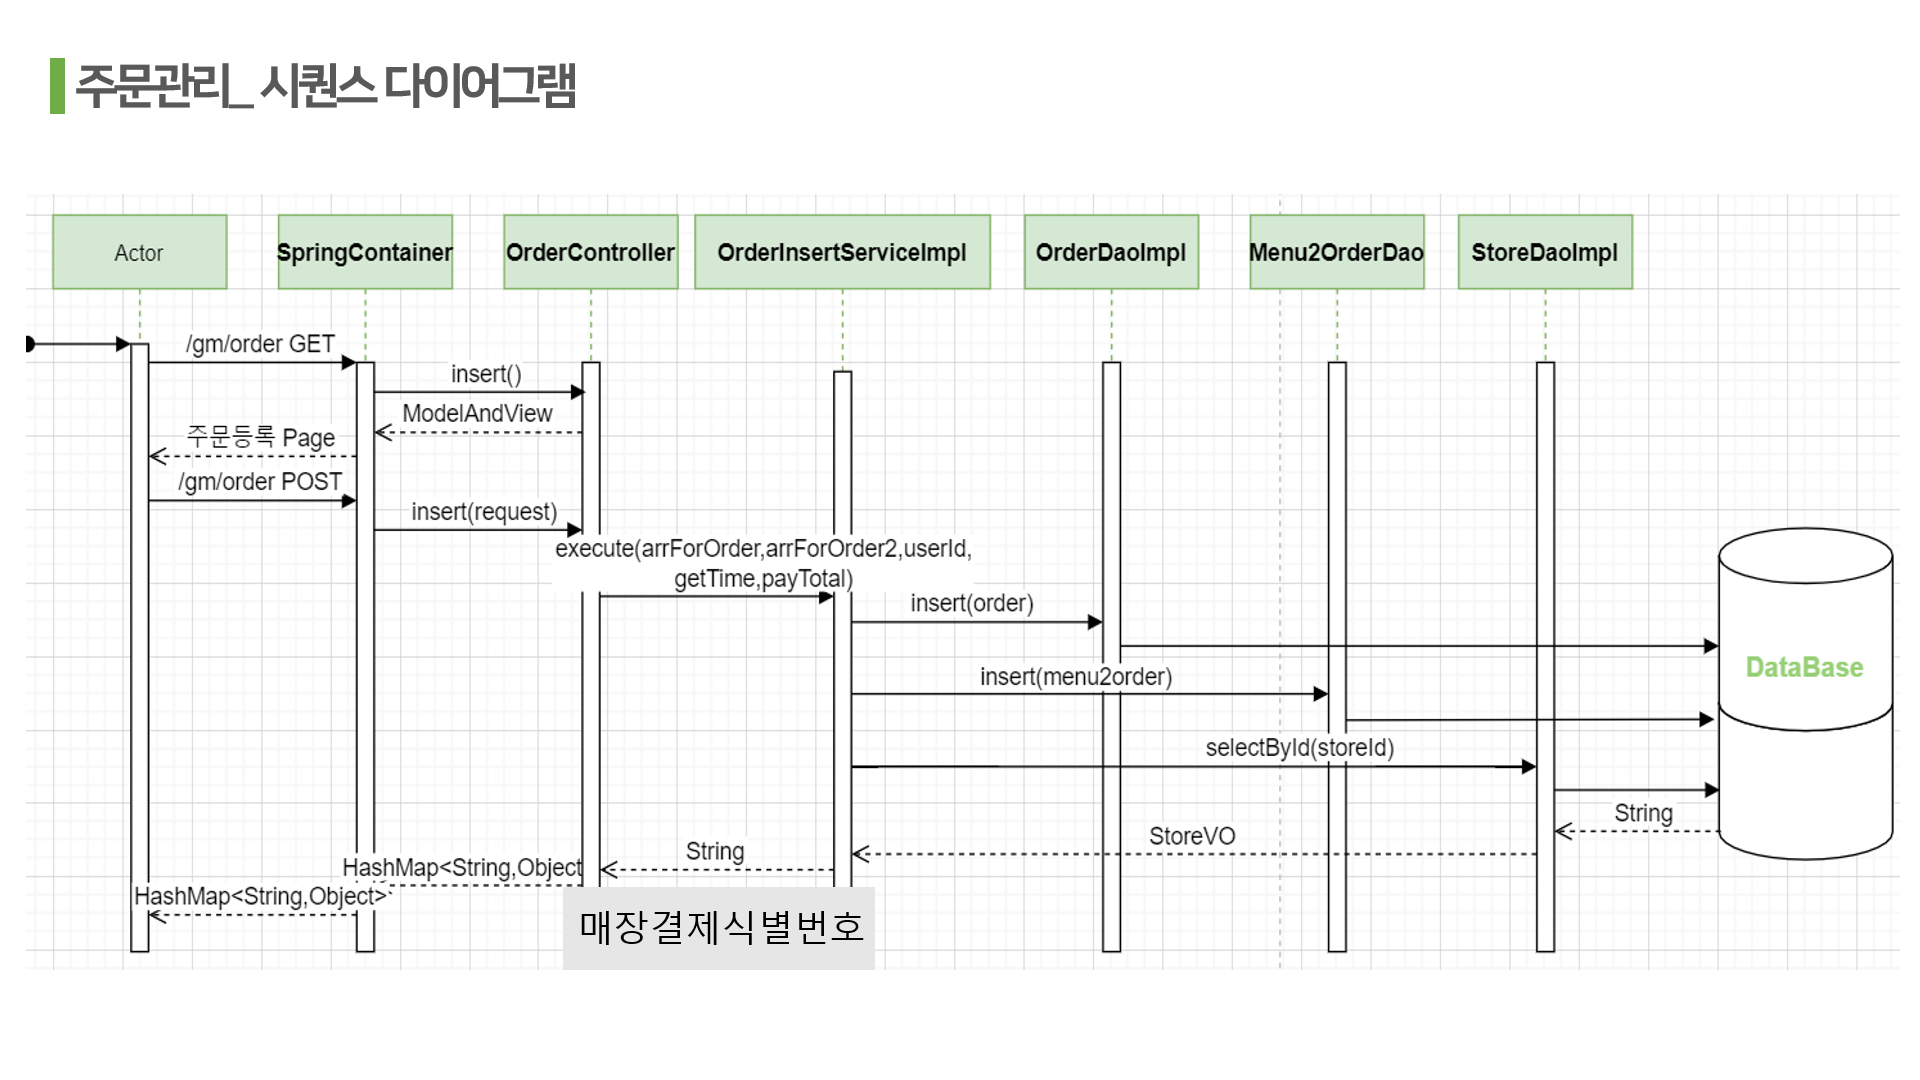 주문관리_ 시퀀스 다이어그램
Actor
SpringContainer
OrderController
OrderInsertServiceImpl
OrderDaoImpl
Menu2OrderDao
StoreDaoImpl
/gm/order GET
insert()
ModelAndView
주문등록 Page
/gm/order POST
insert(request)
execute(arrForOrder,arrForOrder2,userId,
getTime,payTotal)
insert(order)
DataBase
insert(menu2order)
selectById(storeId)
String
StoreVO
String
HashMap<String,Object
HashMap<String,Object>
매장결제식별번호